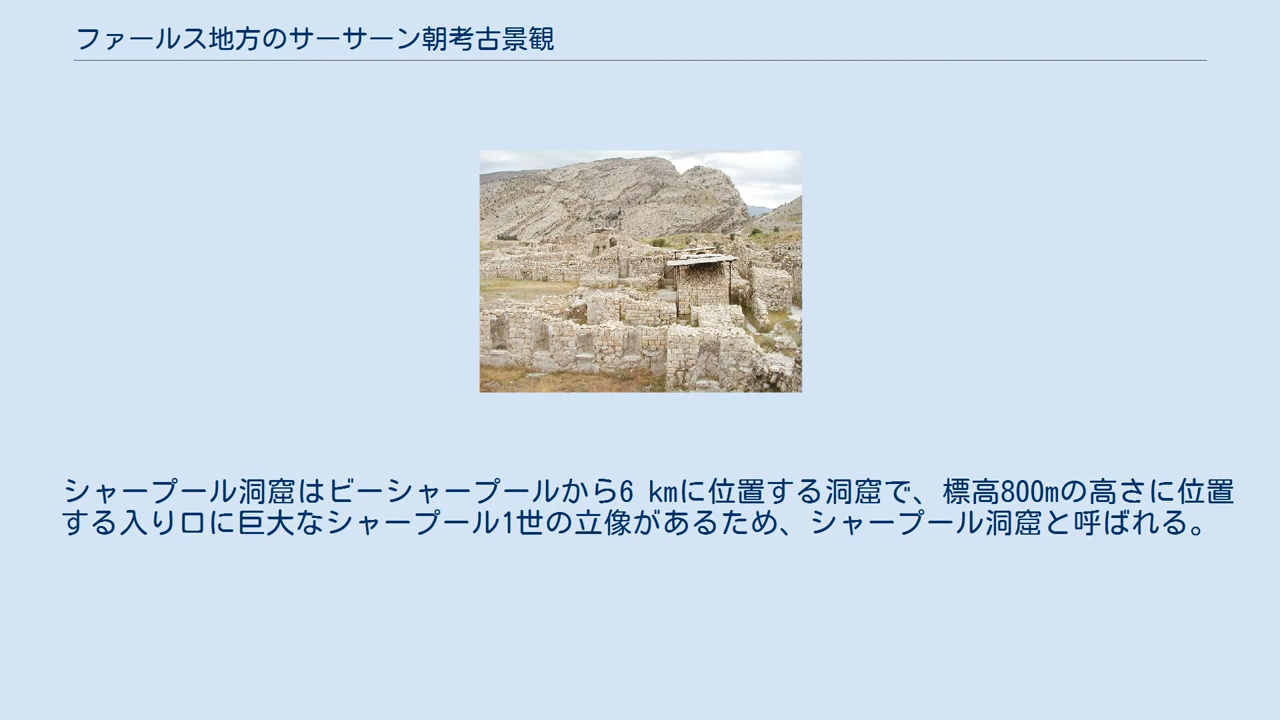 ファールス地方のサーサーン朝考古景観
シャープール洞窟はビーシャープールから6 kmに位置する洞窟で、標高800mの高さに位置
する入り口に巨大なシャープール1世の立像があるため、シャープール洞窟と呼ばれる。